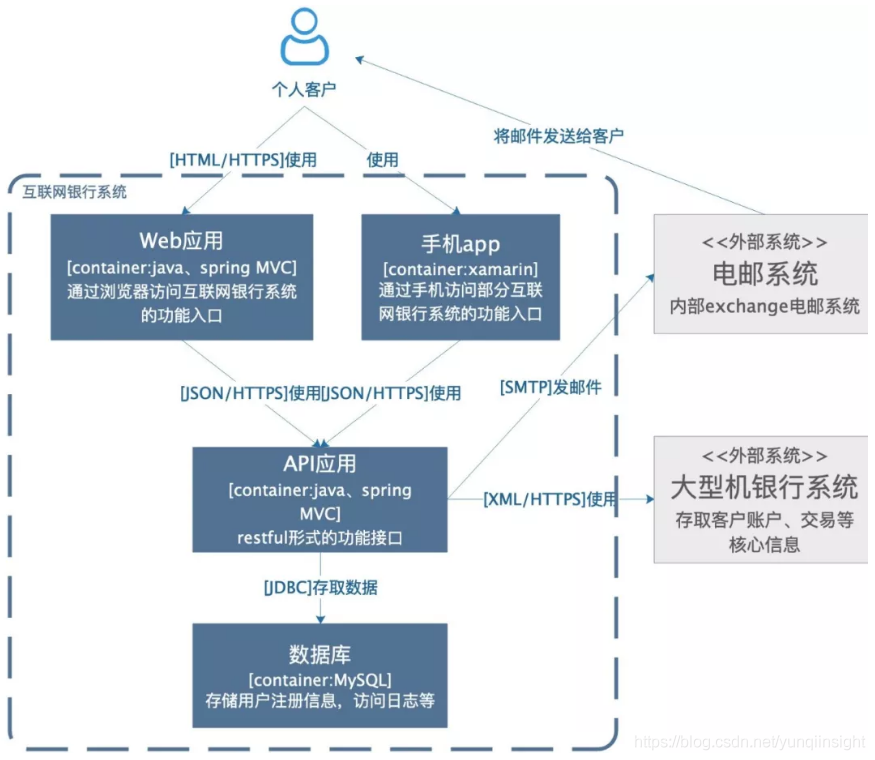 个人客户
将邮件发送给客户
[HTML/HTTPS]使用
使用
互联网银行系统
Web应用
[container:java、spring MVC]
通过浏览器访问互联网银行系统
的功能入口
手机app
[container:xamarin]
通过手机访问部分互联
网银行系统的功能入口
<<外部系统>>
电邮系统
内部exchange电邮系统
[JSON/HTTPS]使用
[JSON/HTTPS]使用
[SMTP]发邮件
API应用
[container:java、spring
MVC]
restful形式的功能接口
[XML/HTTPS]使用
<<外部系统>>
大型机银行系统
存取客户账户、交易等
核心信息
[JDBC]存取数据
数据库
[container:MySQL]
存储用户注册信息，访问日志等
https://blog.csdn.net/yunqiinsight